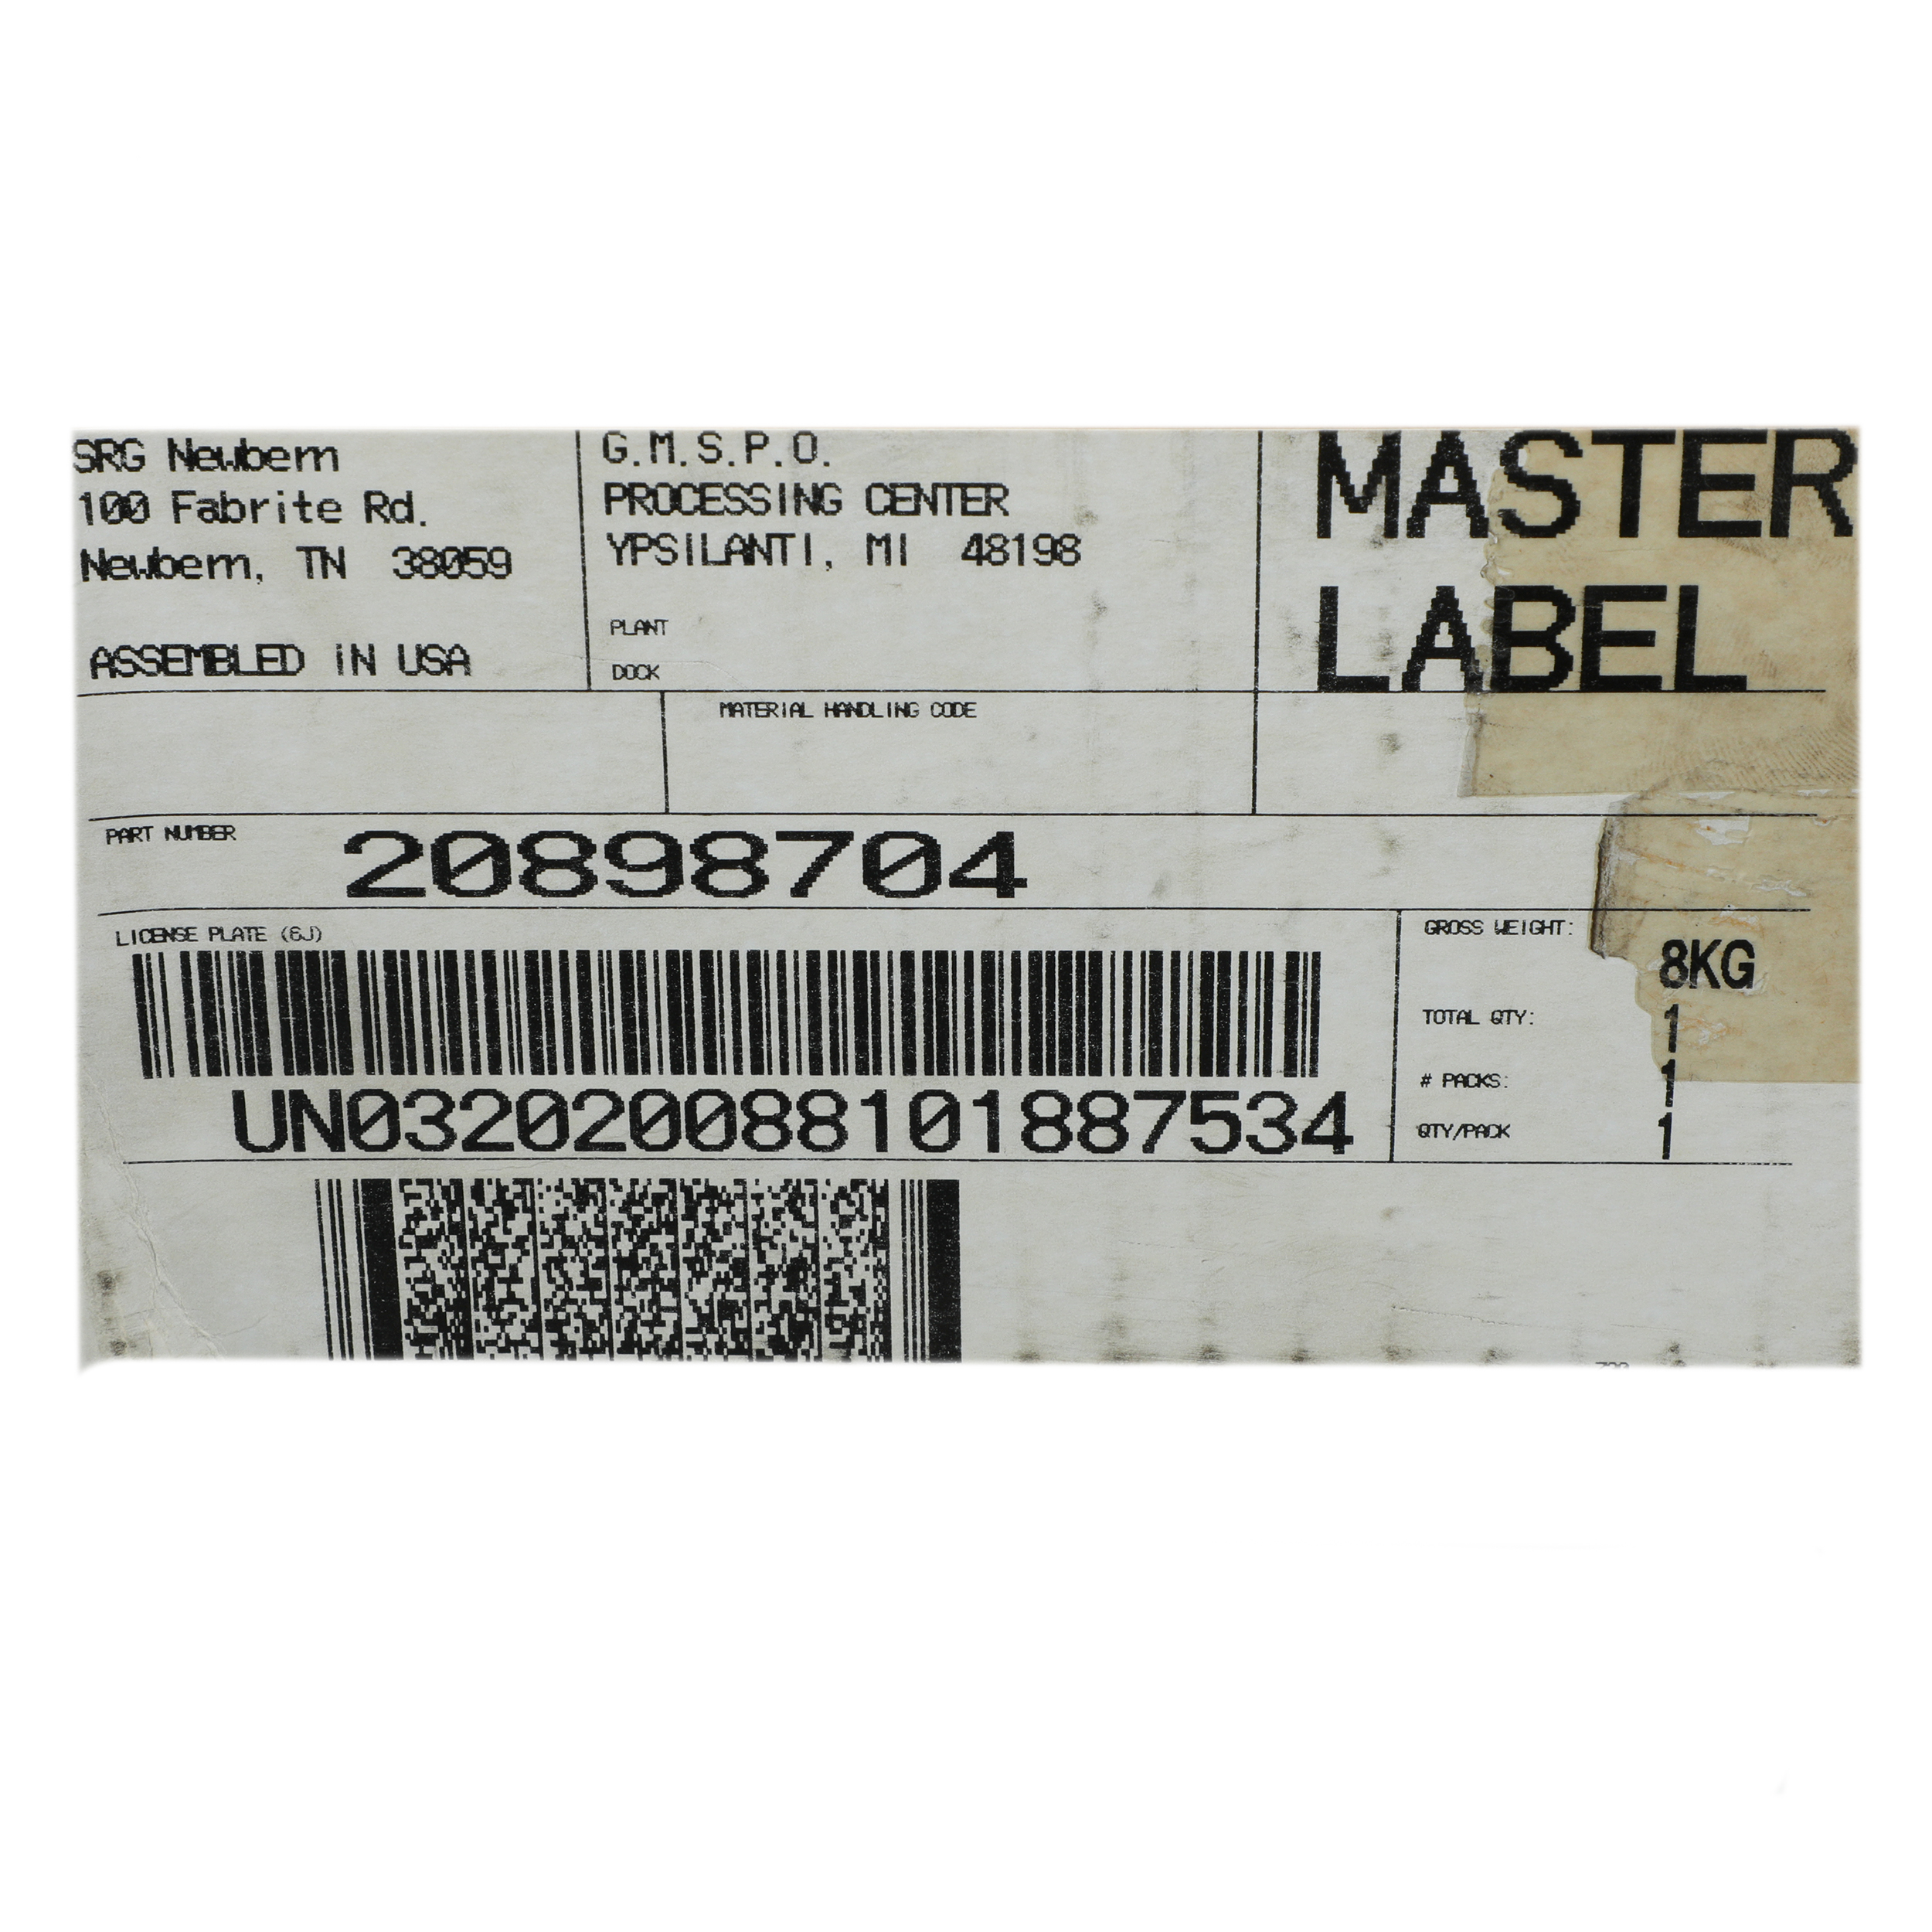 SRG Newbern
100 Fabrite Rd.
Newbern, TN 38059
ASSEMBLED IN USA
G.M.S.P.O.
PROCESSING CENTER
YPSILANTI, MI 48198
PLANT
DOCK
MASTER
LABEL
MATERIAL HANDLING CODE
PART NUMBER
20898704
LICENSE PLATE (6J)
UN032020088101887534
GROSS WEIGHT:
8KG
TOTAL QTY:
1
# PACKS:
1
QTY/PACK
1